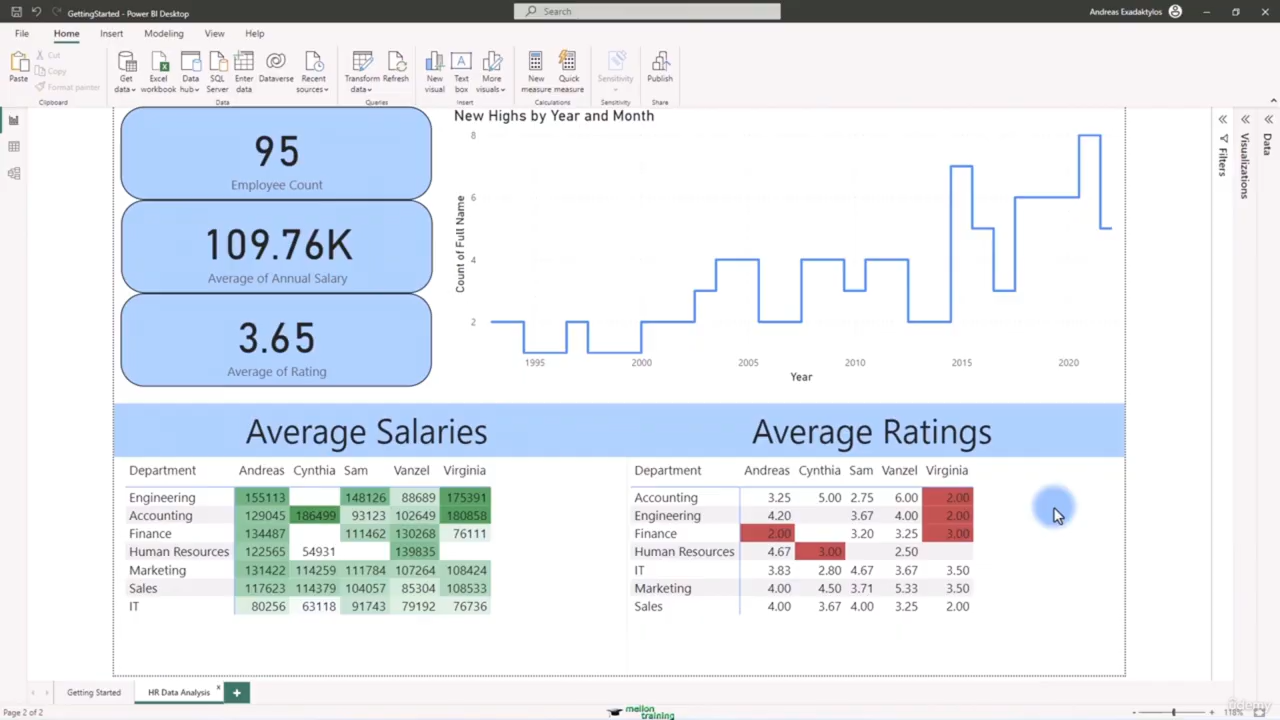 GettingStarted - Power BI Desktop
Search
Andreas Exadaktylos
File Home Insert Modeling View Help
Paste
Cut
Copy
Format painter
Clipboard
Get data
Excel workbook
Data hub
SQL Server
Enter data
Dataverse
Recent sources
Data
Transform data
Refresh
Queries
New visual
Text box
More visuals
Insert
New measure
Quick measure
Calculations
Sensitivity
Sensitivity
Publish
Share
95
Employee Count
109.76K
Average of Annual Salary
3.65
Average of Rating
New Highs by Year and Month
Count of Full Name
8
6
4
2
1995 2000 2005 2010 2015 2020
Year
Filters
Visualizations
Data
Average Salaries
Department Andreas Cynthia Sam Vanzel Virginia
Engineering 155113 148126 88689 175391
Accounting 129045 186499 93123 102649 180858
Finance 134487 111462 130268 76111
Human Resources 122565 54931 139835
Marketing 131422 114259 111784 107264 108424
Sales 117623 114379 104057 85304 108533
IT 80256 63118 91743 79192 76736
Average Ratings
Department Andreas Cynthia Sam Vanzel Virginia
Accounting 3.25 5.00 2.75 6.00 2.00
Engineering 4.20 3.67 4.00 2.00
Finance 2.00 3.20 3.25 3.00
Human Resources 4.67 3.00 2.50
IT 3.83 2.80 4.67 3.67 3.50
Marketing 4.00 4.50 3.71 5.33 3.50
Sales 4.00 3.67 4.00 3.25 2.00
Getting Started
HR Data Analysis
Page 2 of 2
mellon training
118%
udemy